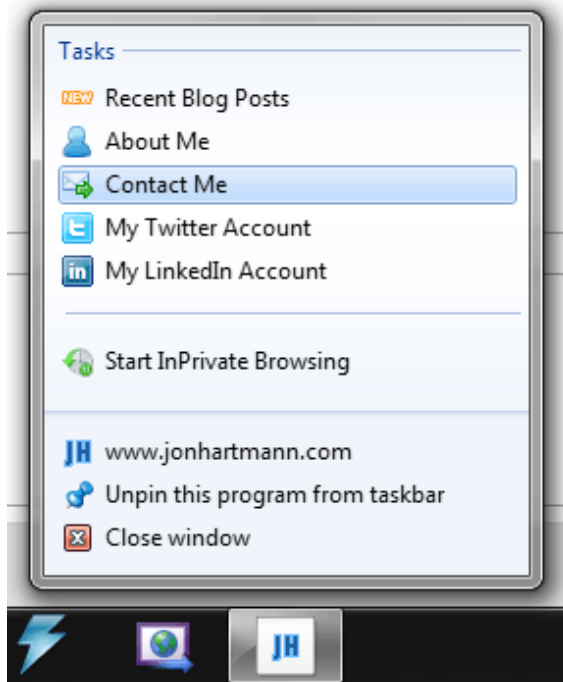 Tasks
NEW Recent Blog Posts
About Me
Contact Me
t My Twitter Account
in My LinkedIn Account
Start InPrivate Browsing
JH www.jonhartmann.com
Unpin this program from taskbar
Close window
JH